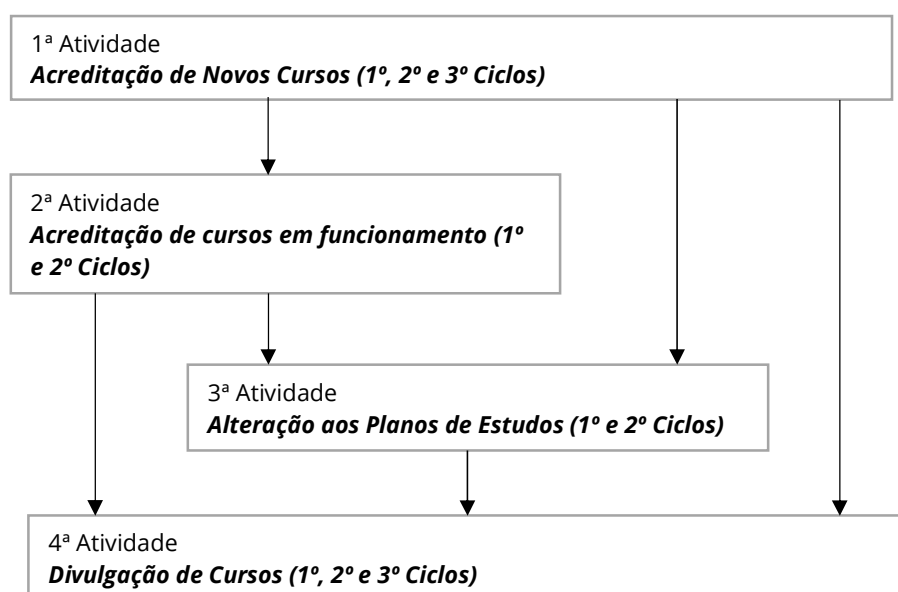 1ª Atividade
Acreditação de Novos Cursos (1º, 2º e 3º Ciclos)
2ª Atividade
Acreditação de cursos em funcionamento (1º
e 2º Ciclos)
3ª Atividade
Alteração aos Planos de Estudos (1º e 2º Ciclos)
4ª Atividade
Divulgação de Cursos (1º, 2º e 3º Ciclos)